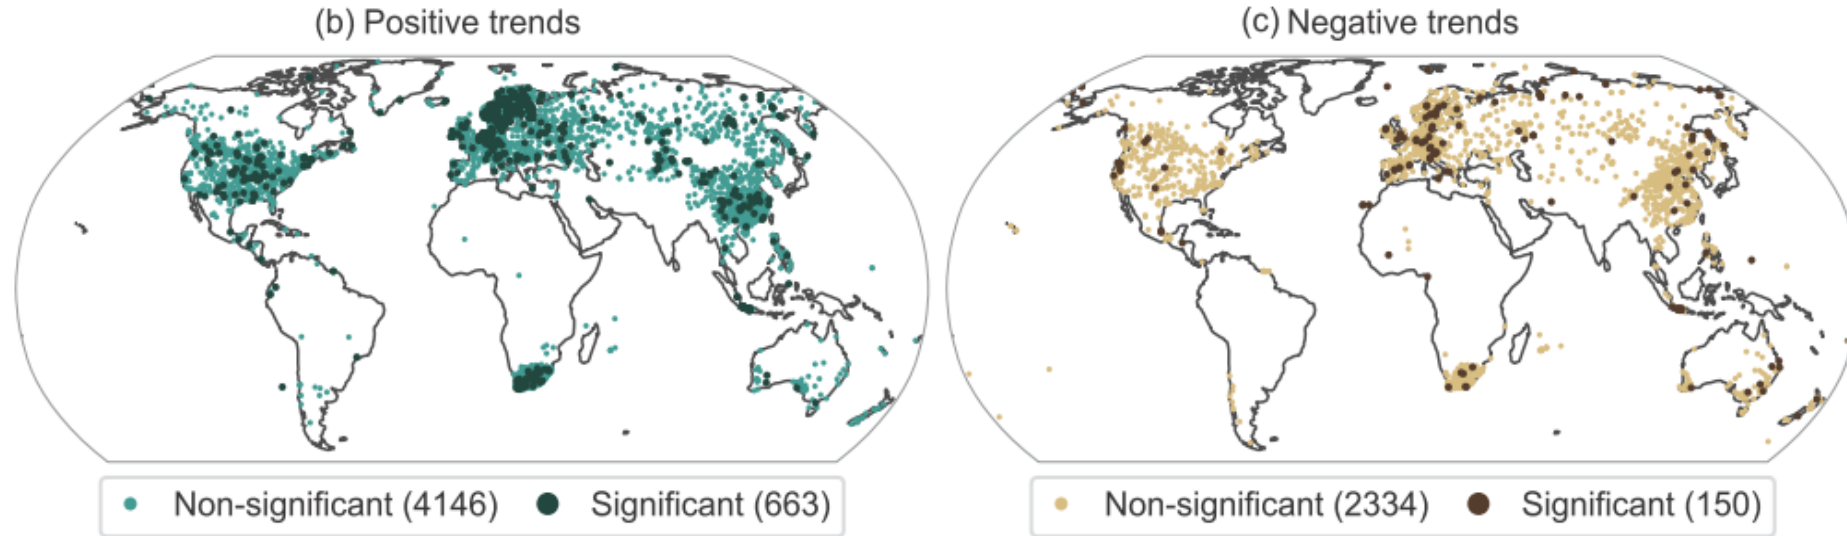 (b) Positive trends
Non-significant (4146) Significant (663)
(c) Negative trends
Non-significant (2334) Significant (150)